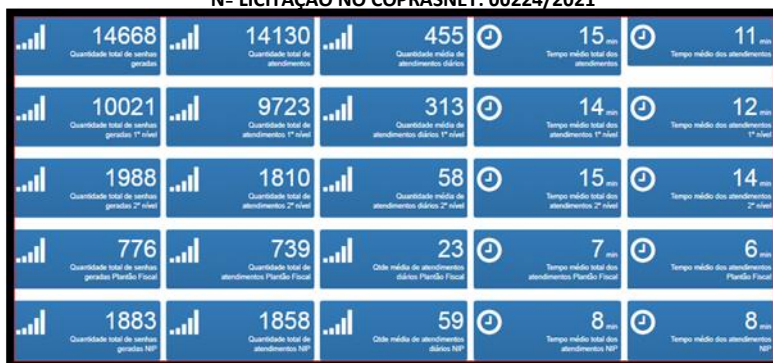 Nº LICITAÇÃO NO COPRASNET: 00224/2021
14668
Quantidade total de senhas
geradas
14130
Quantidade total de
atendimentos
455
Quantidade média de
atendimentos diários
15 min
Tempo médio total dos
atendimentos
11 min
Tempo médio dos atendimentos
10021
Quantidade total de senhas
geradas 1º nível
9723
Quantidade total de
atendimentos 1º nível
313
Quantidade média de
atendimentos diários 1º nível
14 min
Tempo médio total dos
atendimentos 1º nível
12 min
Tempo médio dos atendimentos
1º nível
1988
Quantidade total de senhas
geradas 2º nível
1810
Quantidade total de
atendimentos 2º nível
58
Quantidade média de
atendimentos diários 2º nível
15 min
Tempo médio total dos
atendimentos 2º nível
14 min
Tempo médio dos atendimentos
2º nível
776
Quantidade total de senhas
geradas Plantão Fiscal
739
Quantidade total de
atendimentos Plantão Fiscal
23
Qtde média de atendimentos
diários Plantão Fiscal
7 min
Tempo médio total dos
atendimentos Plantão Fiscal
6 min
Tempo médio dos atendimentos
Plantão Fiscal
1883
Quantidade total de senhas
geradas NIP
1858
Quantidade total de
atendimentos NIP
59
Qtde média de atendimentos
diários NIP
8 min
Tempo médio total dos
atendimentos NIP
8 min
Tempo médio dos atendimentos
NIP